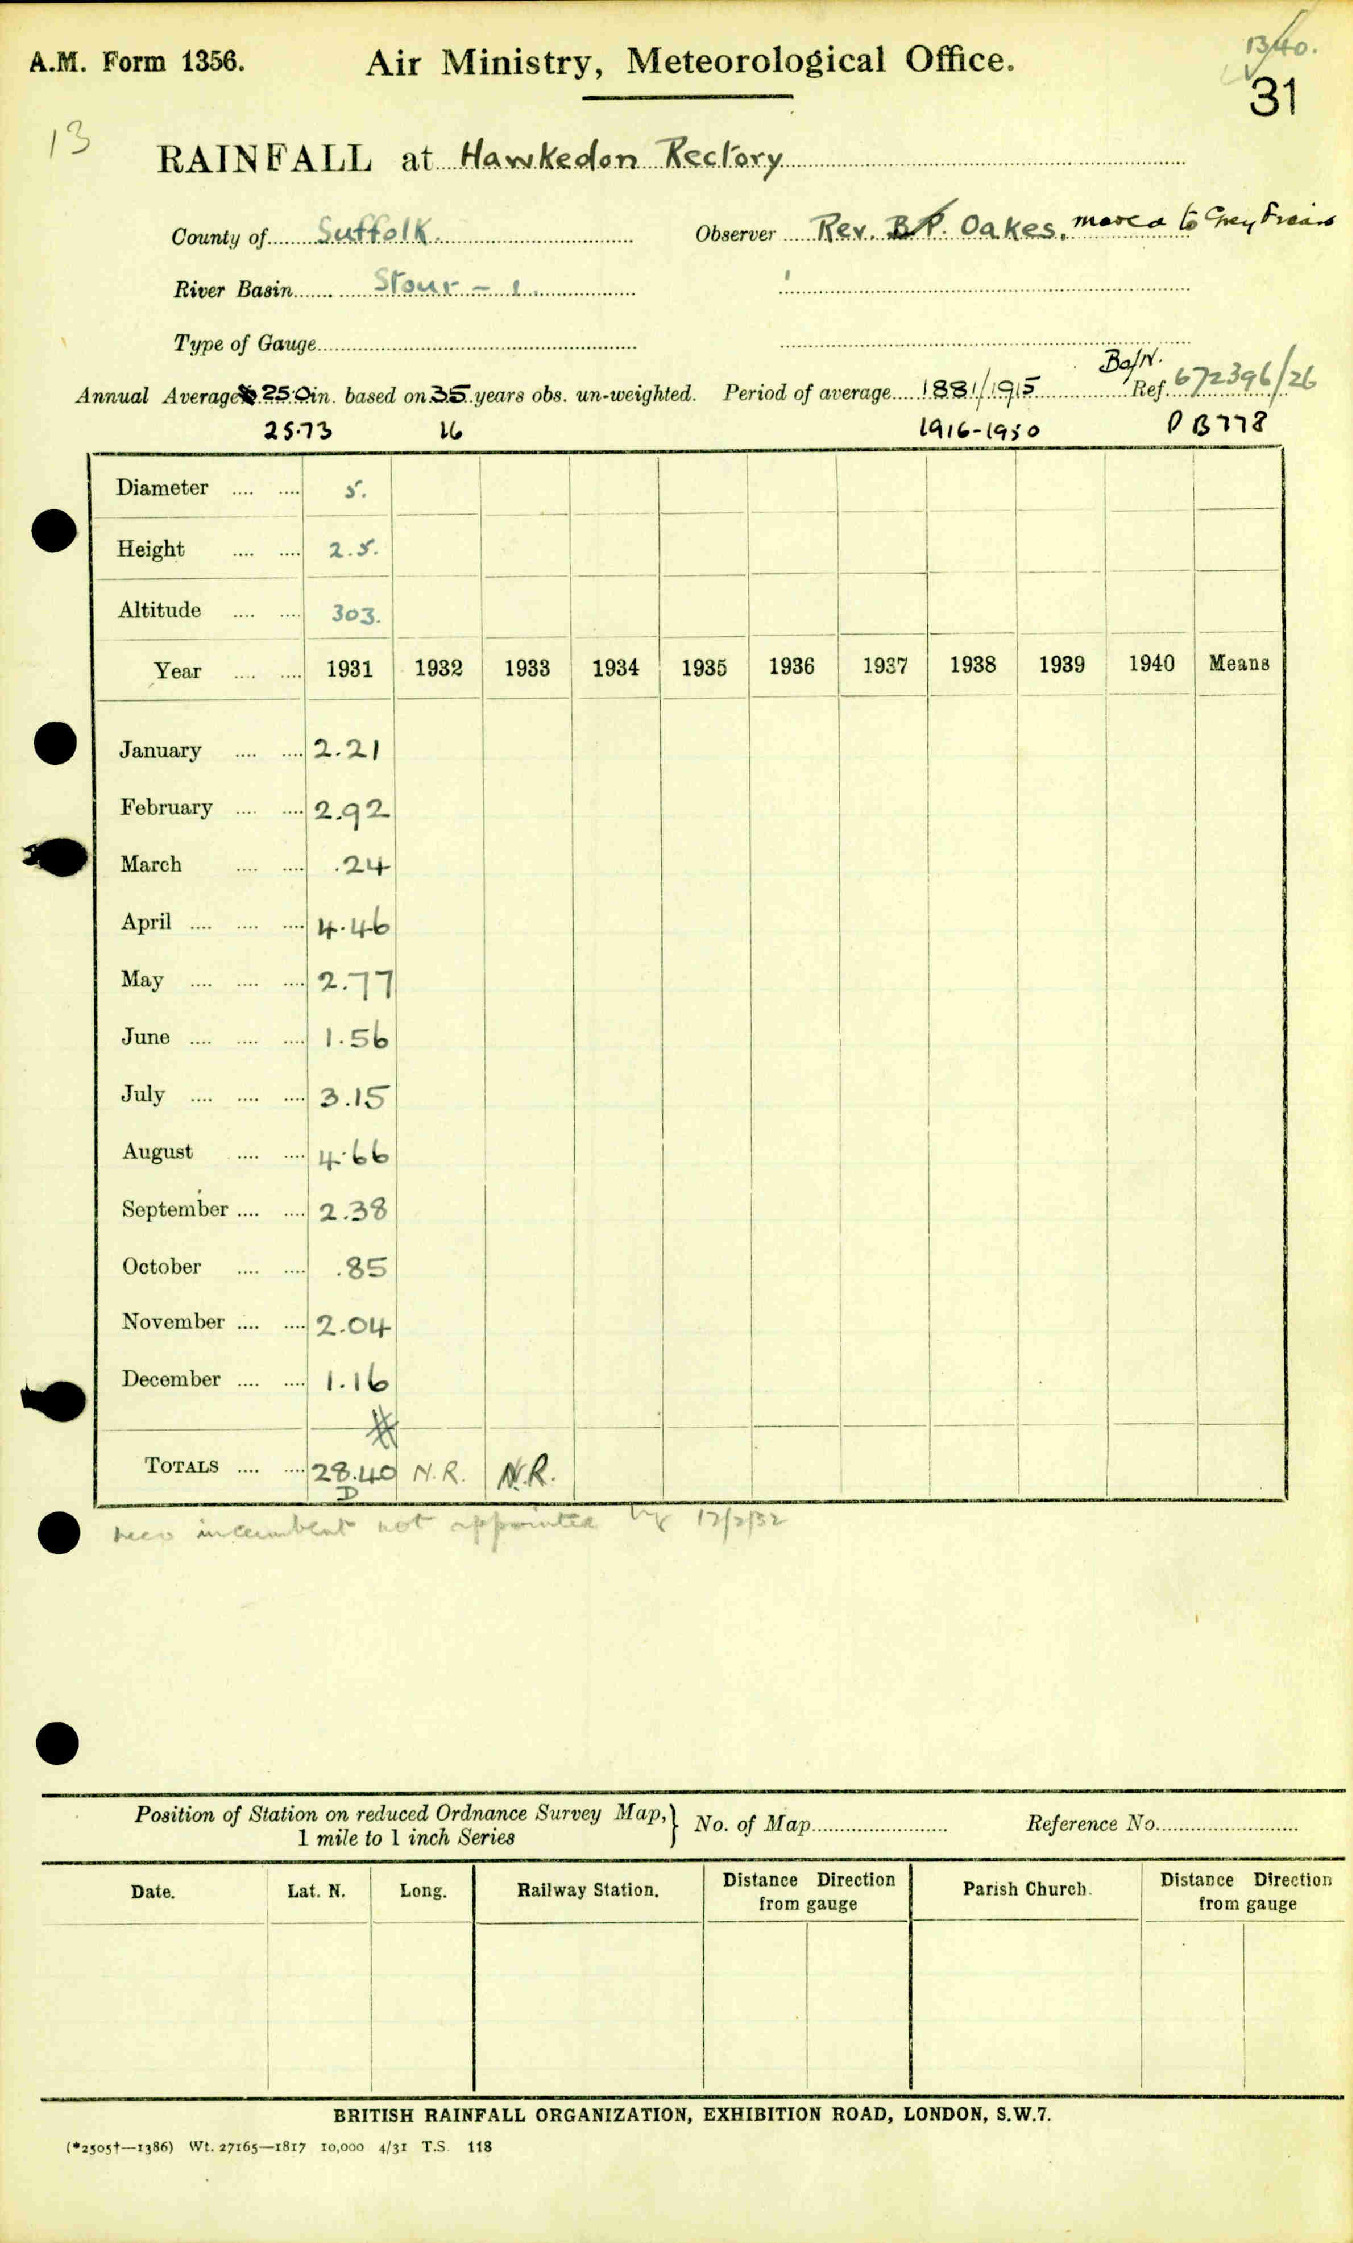 A.M. Form 1356. Air Ministry, Meteorological Office. 13/40.
31
13
RAINFALL at Hawkedon Rectory
County of Suffolk. Observer Rev. B.P. Oakes, moved to Grey Friars
River Basin Stour - 1.
Type of Gauge
Annual Average 25.0 in. based on 35 years obs. un-weighted. Period of average 1881/1915 Ref. 672396/26
25.73 16 1916-1950 P B778
Diameter 5.
Height 2.5.
Altitude 303.
Year 1931 1932 1933 1934 1935 1936 1937 1938 1939 1940 Means
January 2.21
February 2.92
March .24
April 4.46
May 2.77
June 1.56
July 3.15
August 4.66
September 2.38
October .85
November 2.04
December 1.16
TOTALS 28.40 N.R. N.R.
D
new incumbent not appointed by 17/2/32
Position of Station on reduced Ordnance Survey Map, } No. of Map Reference No.
1 mile to 1 inch Series
Date. Lat. N. Long. Railway Station. Distance Direction from gauge Parish Church. Distance Direction from gauge
BRITISH RAINFALL ORGANIZATION, EXHIBITION ROAD, LONDON, S.W.7.
(*2505†—1386) Wt. 27165—1817 10,000 4/31 T.S. 118